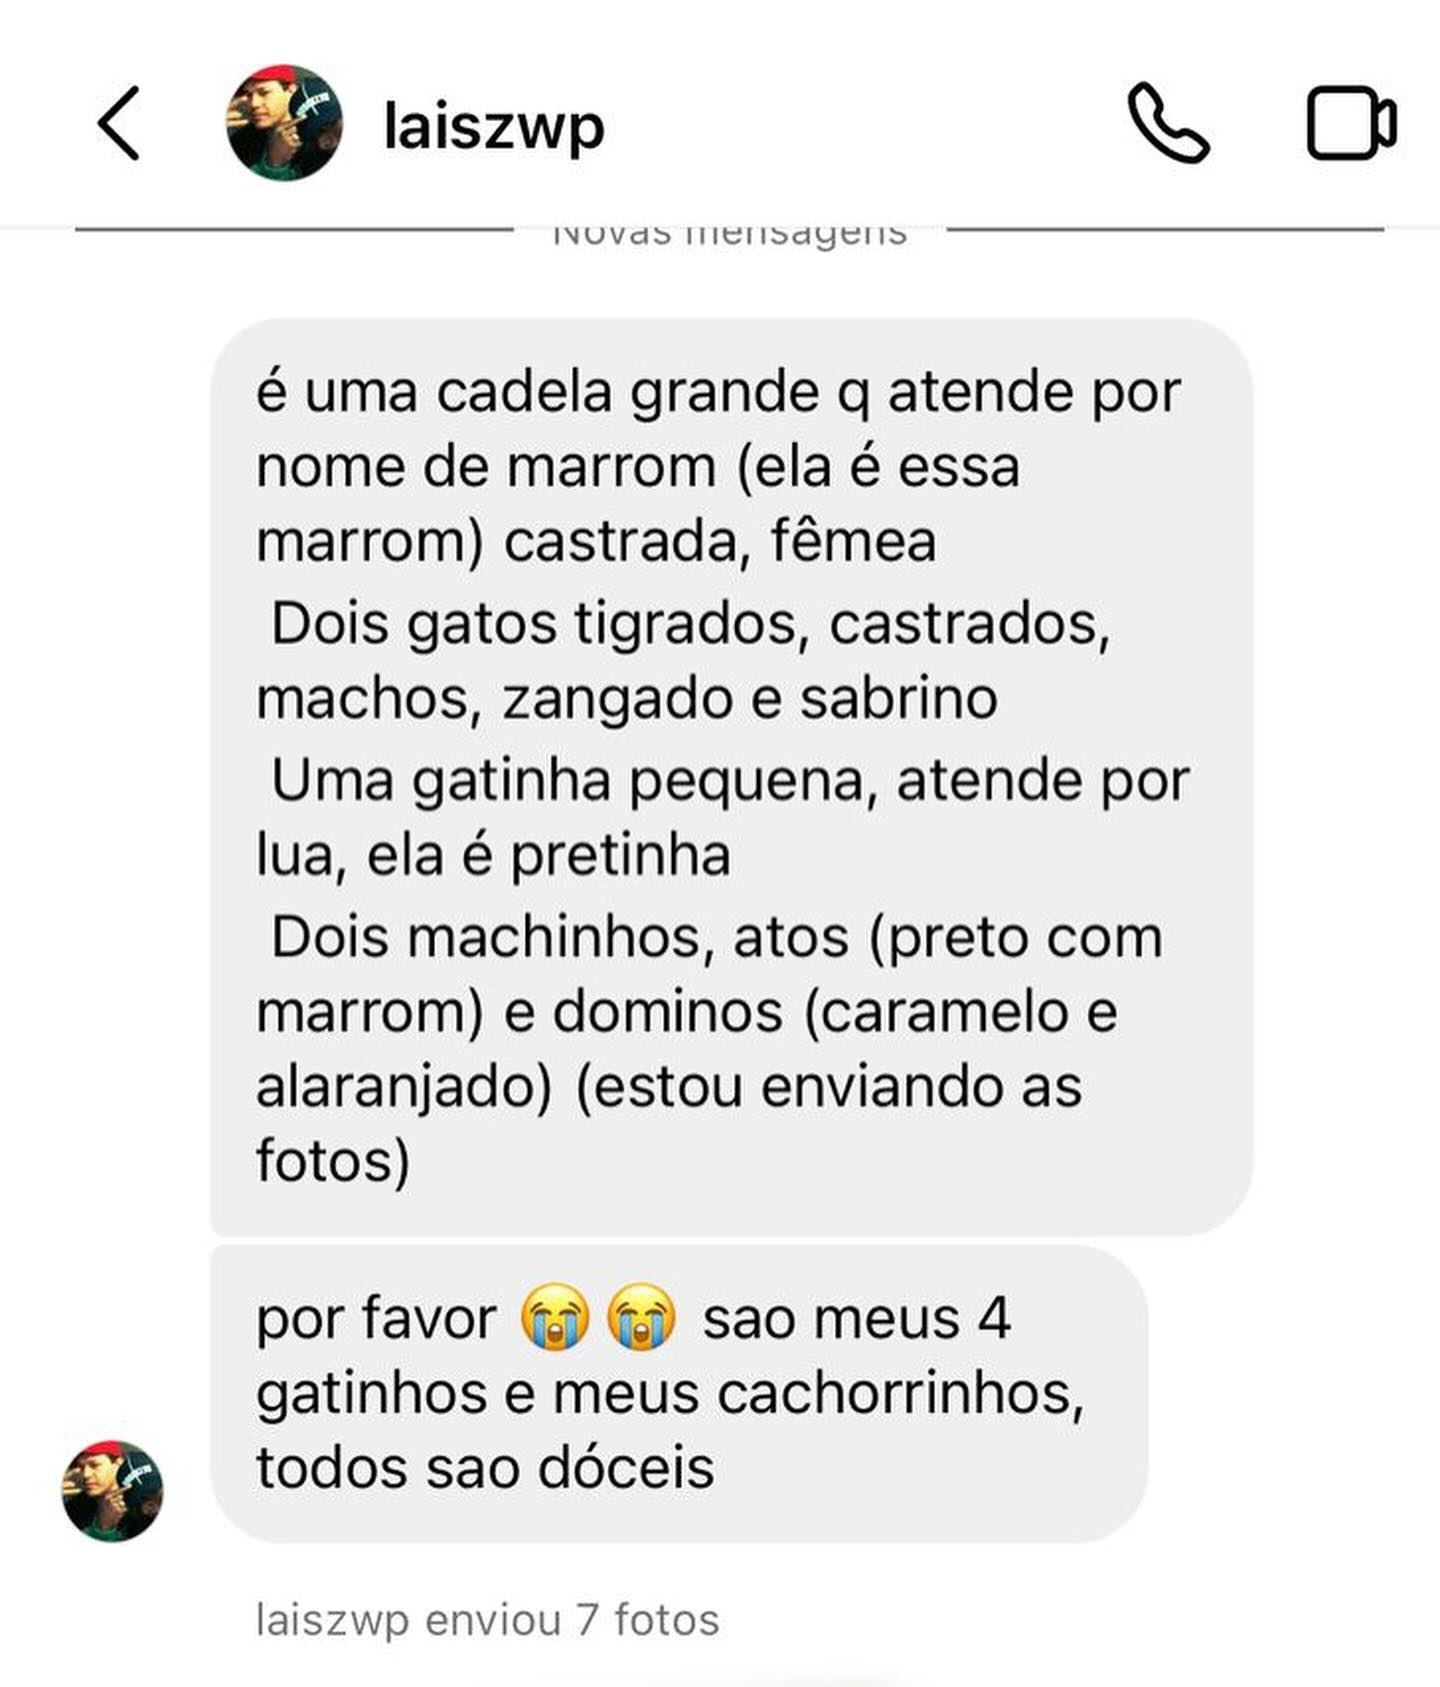 laiszwp
Novas mensagens
é uma cadela grande q atende por
nome de marrom (ela é essa
marrom) castrada, fêmea
Dois gatos tigrados, castrados,
machos, zangado e sabrino
Uma gatinha pequena, atende por
lua, ela é pretinha
Dois machinhos, atos (preto com
marrom) e dominos (caramelo e
alaranjado) (estou enviando as
fotos)
por favor 😭😭 sao meus 4
gatinhos e meus cachorrinhos,
todos sao dóceis
laiszwp enviou 7 fotos